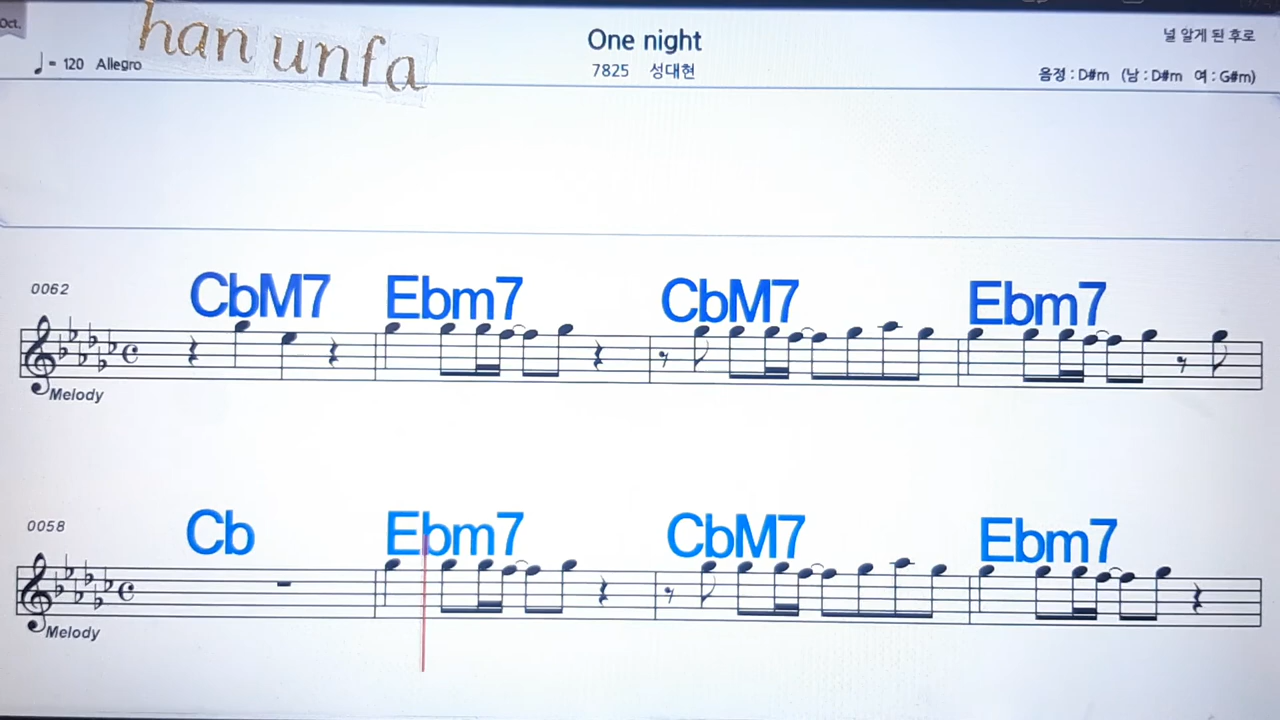 Oct.
han unfa
One night
널 알게 된 후로
♩ = 120 Allegro
7825 성대현
음정 : D#m (남 : D#m 여 : G#m)
0062
CbM7 Ebm7 CbM7 Ebm7
Melody
0058
Cb Ebm7 CbM7 Ebm7
Melody